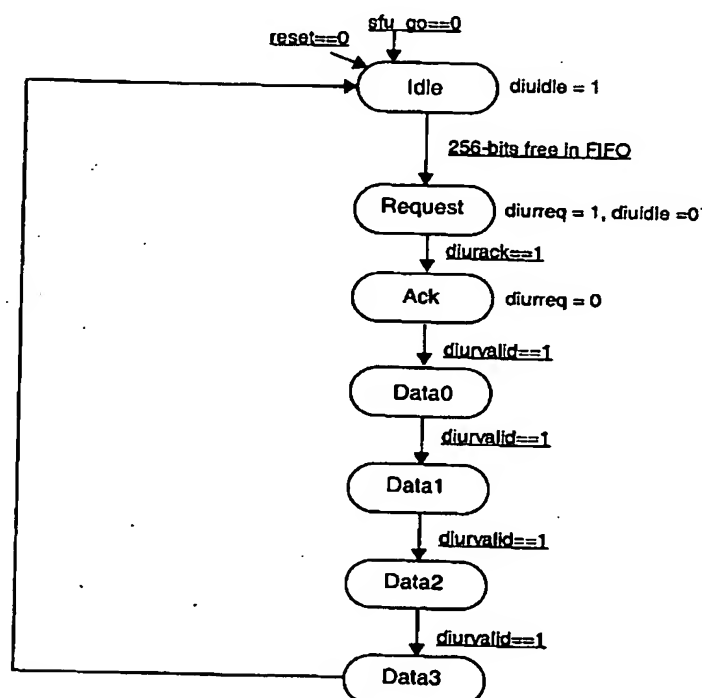 sfu_go==0
reset==0
Idle
diuidle = 1
256-bits free in FIFO
Request
diurreq = 1, diuidle =0
diurack==1
Ack
diurreq = 0
diurvalid==1
Data0
diurvalid==1
Data1
diurvalid==1
Data2
diurvalid==1
Data3